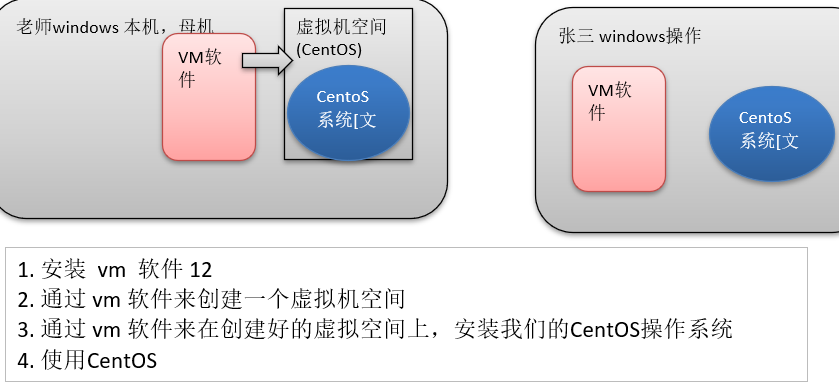 老师windows 本机，母机
VM软
件
虚拟机空间
(CentOS)
CentoS
系统[文
张三 windows操作
VM软
件
CentoS
系统[文
1. 安装 vm 软件 12
2. 通过 vm 软件来创建一个虚拟机空间
3. 通过 vm 软件来在创建好的虚拟空间上，安装我们的CentOS操作系统
4. 使用CentOS